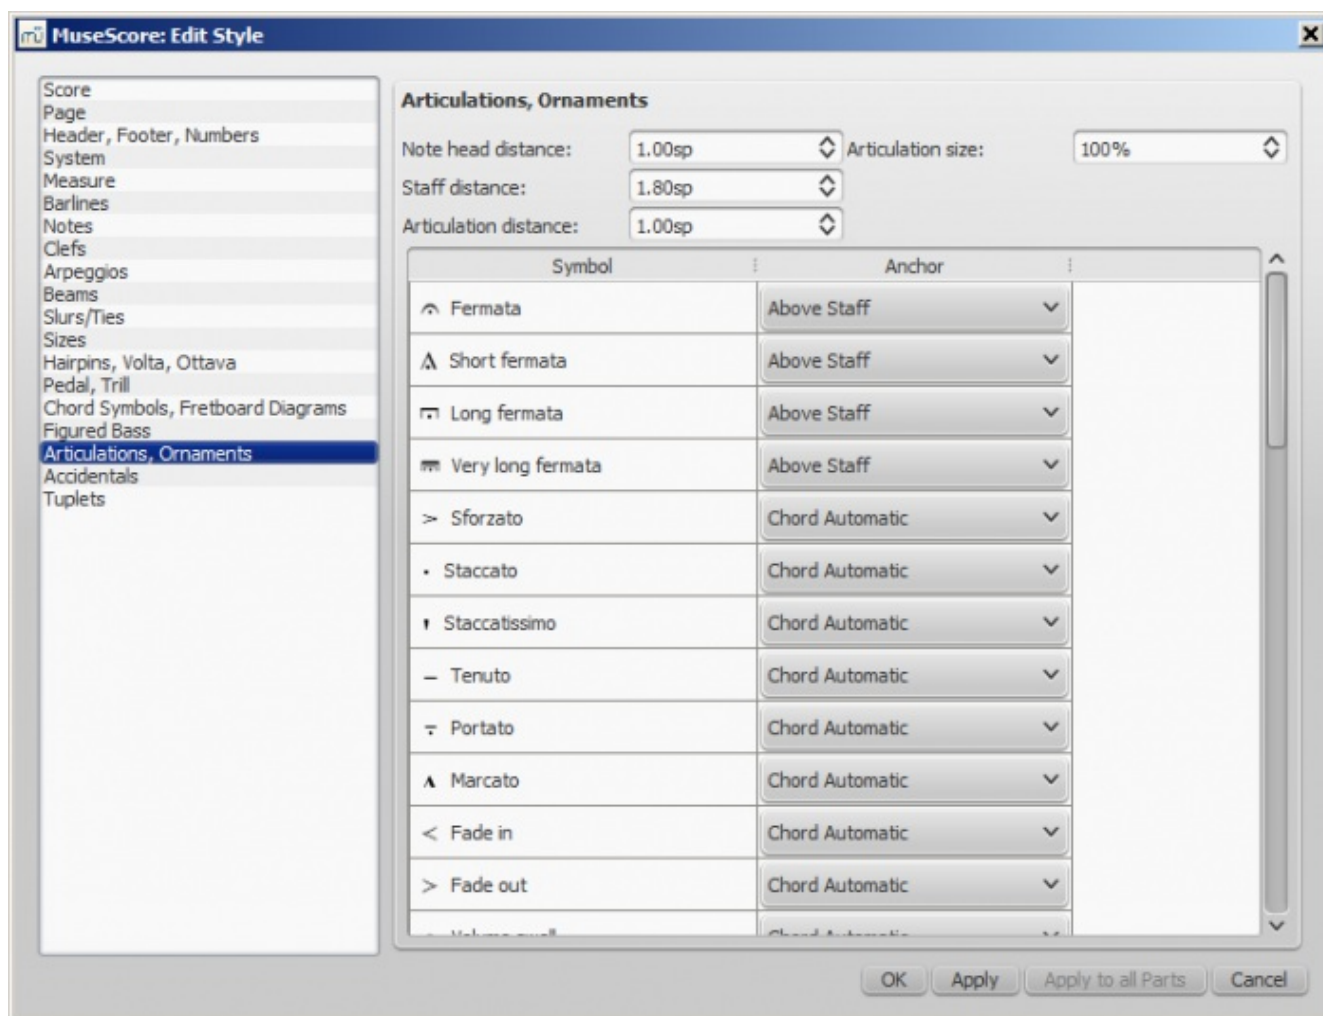 MuseScore: Edit Style
Score
Page
Header, Footer, Numbers
System
Measure
Barlines
Notes
Clefs
Arpeggios
Beams
Slurs/Ties
Sizes
Hairpins, Volta, Ottava
Pedal, Trill
Chord Symbols, Fretboard Diagrams
Figured Bass
Articulations, Ornaments
Accidentals
Tuplets
Articulations, Ornaments
Note head distance: 1.00sp Articulation size: 100%
Staff distance: 1.80sp
Articulation distance: 1.00sp
Symbol Anchor
Fermata Above Staff
Short fermata Above Staff
Long fermata Above Staff
Very long fermata Above Staff
Sforzato Chord Automatic
Staccato Chord Automatic
Staccatissimo Chord Automatic
Tenuto Chord Automatic
Portato Chord Automatic
Marcato Chord Automatic
Fade in Chord Automatic
Fade out Chord Automatic
Volume swell Chord Automatic
OK Apply Apply to all Parts Cancel